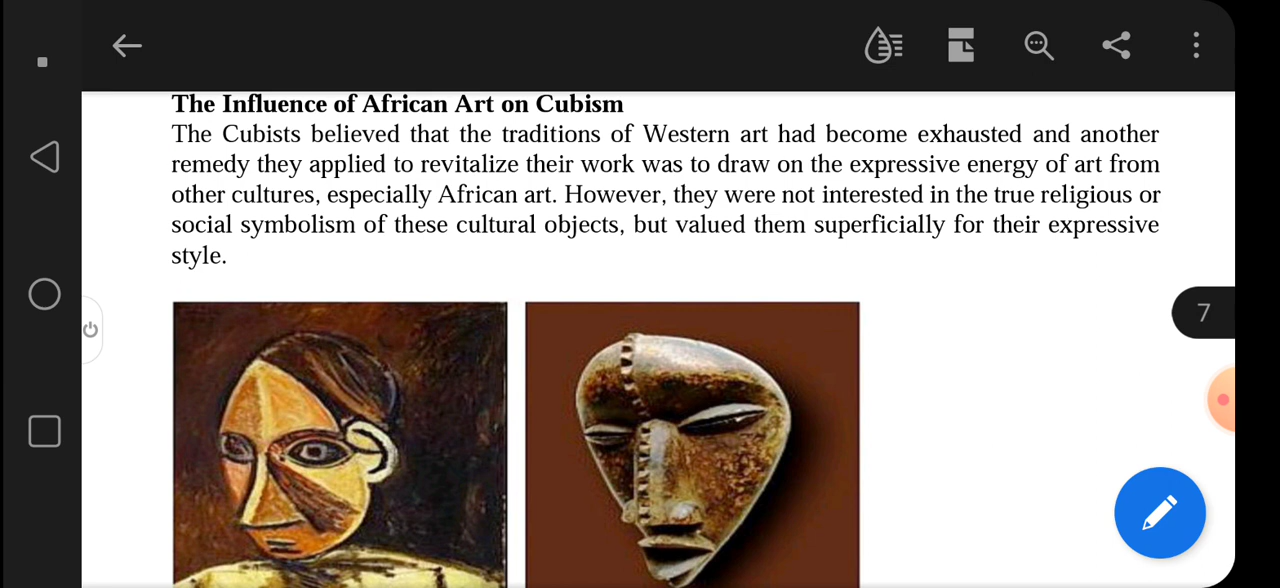 The Influence of African Art on Cubism
The Cubists believed that the traditions of Western art had become exhausted and another
remedy they applied to revitalize their work was to draw on the expressive energy of art from
other cultures, especially African art. However, they were not interested in the true religious or
social symbolism of these cultural objects, but valued them superficially for their expressive
style.
7